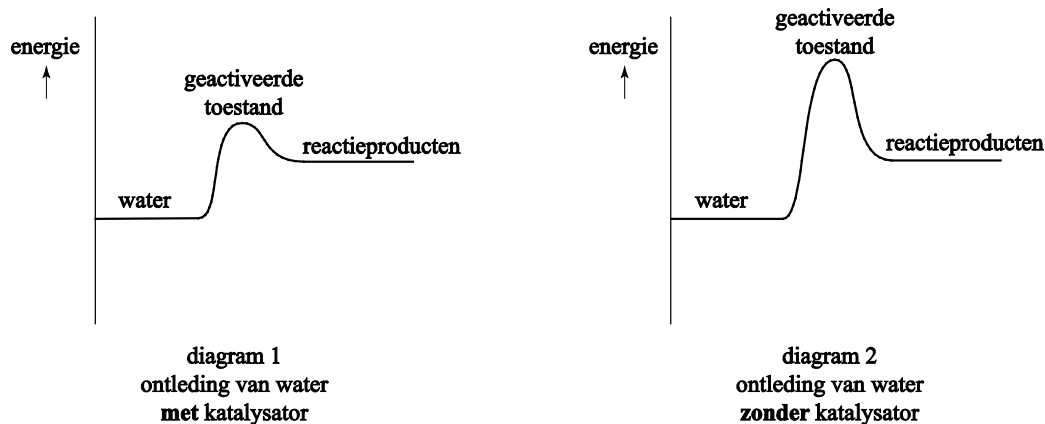 energie
geactiveerde
toestand
reactieproducten
water
diagram 1
ontleding van water
met katalysator
energie
geactiveerde
toestand
reactieproducten
water
diagram 2
ontleding van water
zonder katalysator